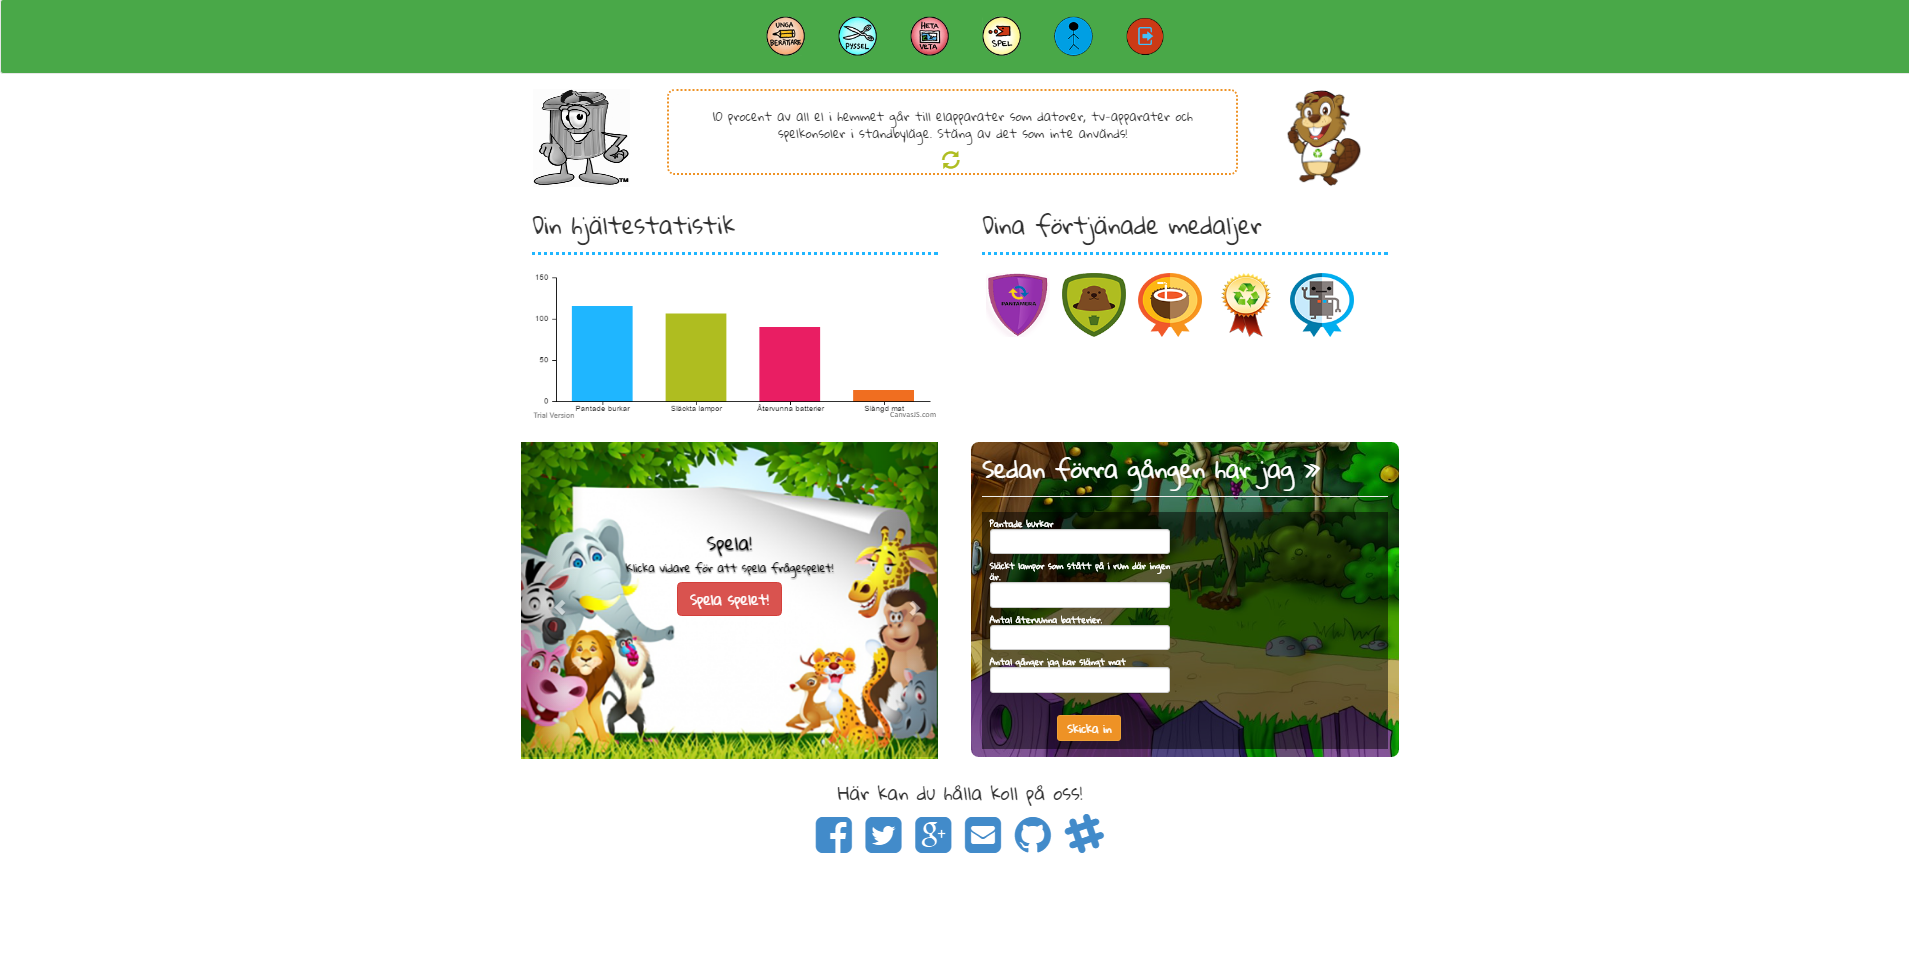 UNGA
BERÄTTARE
PYSSEL
HETA
VETA
SPEL
10 procent av all el i hemmet går till elapparater som datorer, tv-apparater och
spelkonsoler i standbyläge. Stäng av det som inte används!
TM
Din hjältestatistik
Dina förtjänade medaljer
150
100
50
0
Pantade burkar
Släckta lampor
Återvunna batterier
Slängd mat
Trial Version
CanvasJS.com
PANTAMERA
Spela!
Klicka vidare för att spela frågespelet!
Spela spelet!
Sedan förra gången har jag »
Pantade burkar
Släckt lampor som stått på i rum där ingen
är.
Antal återvunna batterier.
Antal gånger jag har slängt mat
Skicka in
Här kan du hålla koll på oss!